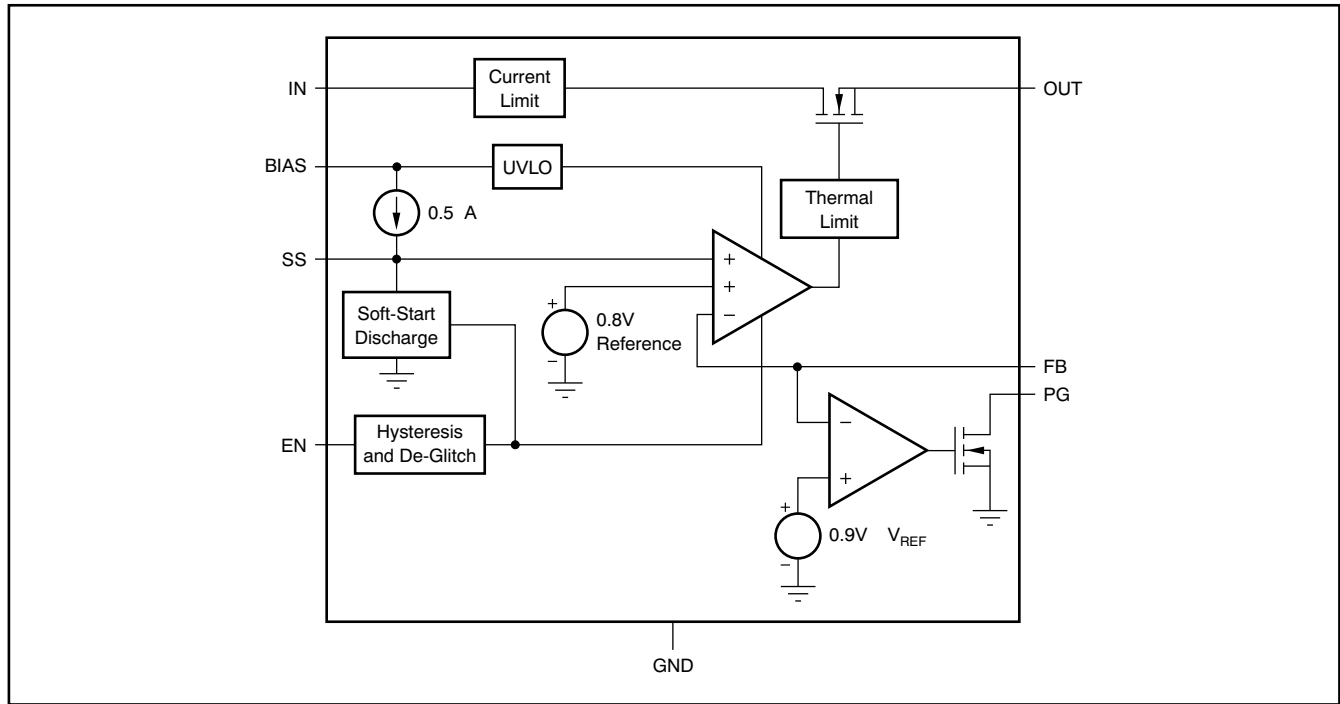 IN
Current
Limit
OUT
BIAS
UVLO
0.5 A
Thermal
Limit
SS
+
+
−
Soft-Start
Discharge
+
0.8V
Reference
−
FB
PG
EN
Hysteresis
and De-Glitch
−
+
+
0.9V V_REF
−
GND